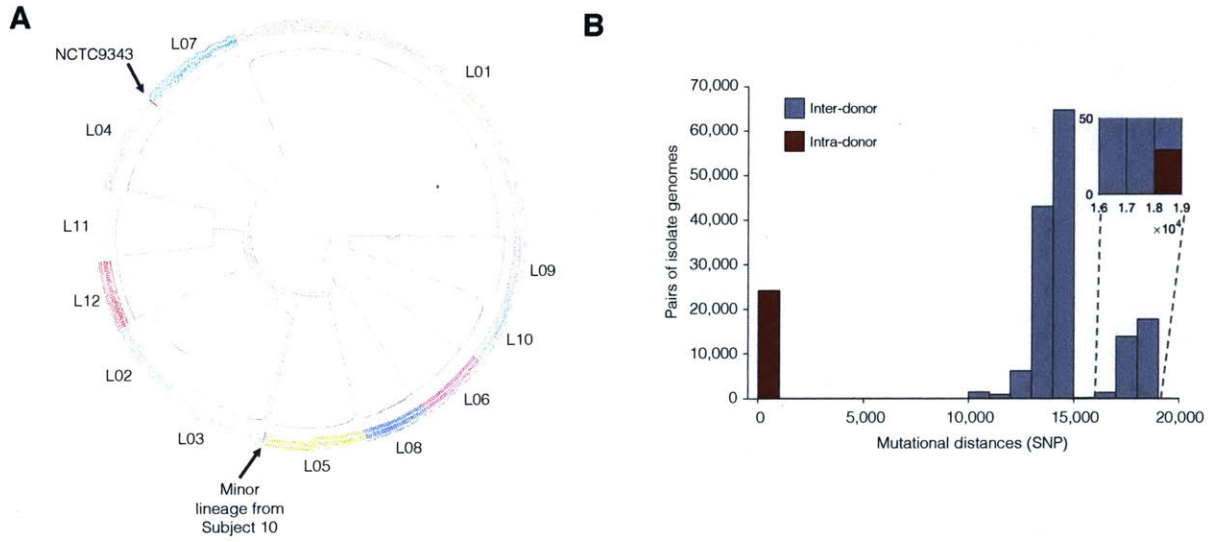 A
NCTC9343
L07
L01
L04
L11
L09
L12
L10
L02
L06
L03
L08
L05
Minor
lineage from
Subject 10
B
Pairs of isolate genomes
70,000
60,000
50,000
40,000
30,000
20,000
10,000
0
Inter-donor
Intra-donor
50
0
1.6 1.7 1.8 1.9
×10⁴
0 5,000 10,000 15,000 20,000
Mutational distances (SNP)